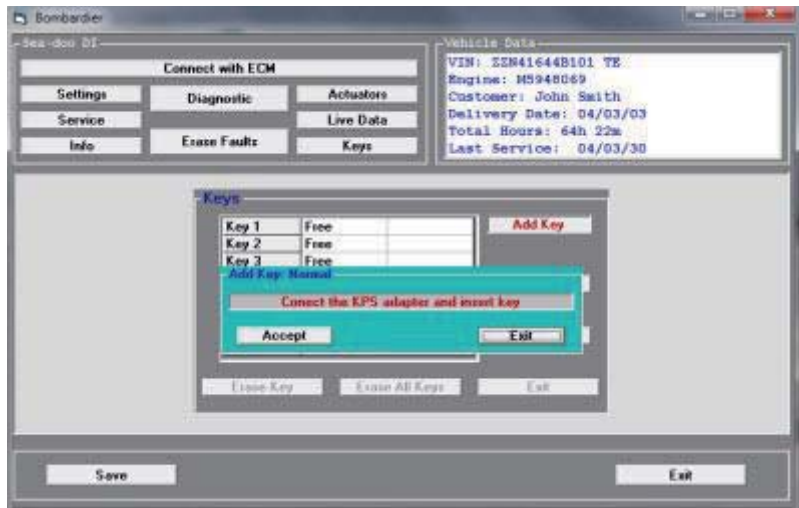 Bombardier
Sea-doo DI
Connect with ECM
Settings
Diagnostic
Actuators
Service
Live Data
Info
Erase Faults
Keys
Vehicle Data
VIN: ZZN41644B101 TE
Engine: M5948069
Customer: John Smith
Delivery Date: 04/03/03
Total Hours: 64h 22m
Last Service: 04/03/30
Keys
Key 1 Free
Add Key
Key 2 Free
Key 3 Free
Add Key: Normal
Conect the KPS adapter and insert key
Accept
Exit
Erase Key
Erase All Keys
Exit
Save
Exit